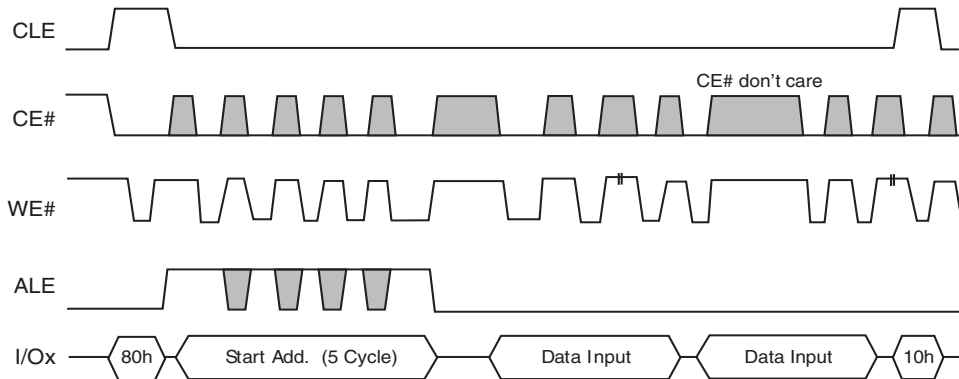 CLE
CE# don't care
CE#
WE#
ALE
I/Ox 80h Start Add. (5 Cycle) Data Input Data Input 10h